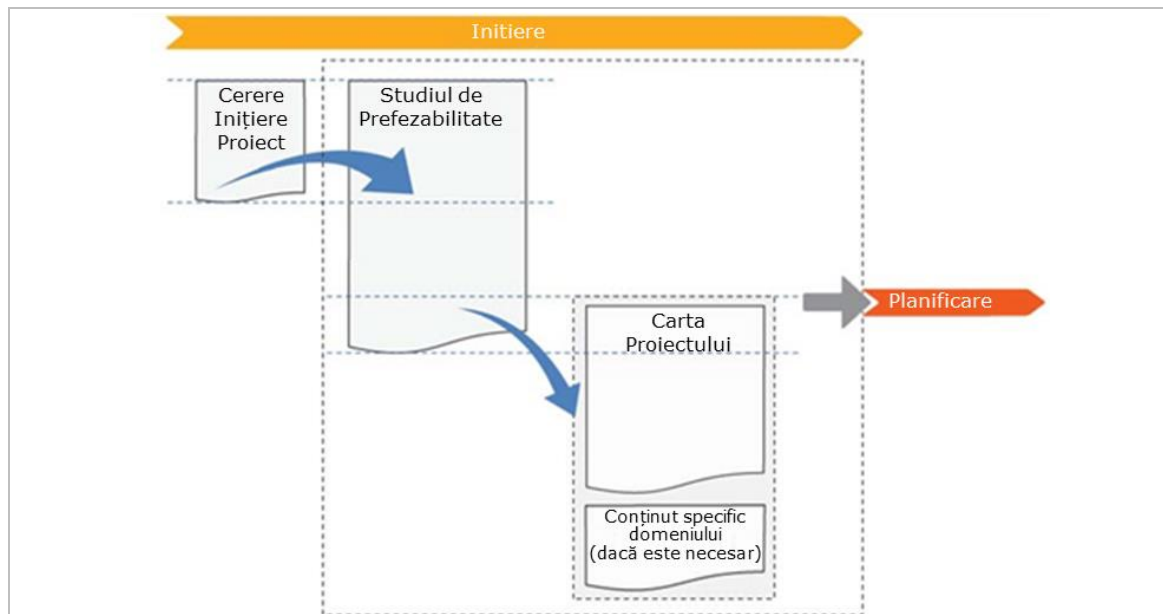 Initiere
Cerere
Inițiere
Proiect
Studiul de
Prefezabilitate
Carta
Proiectului
Planificare
Conținut specific
domeniului
(dacă este necesar)